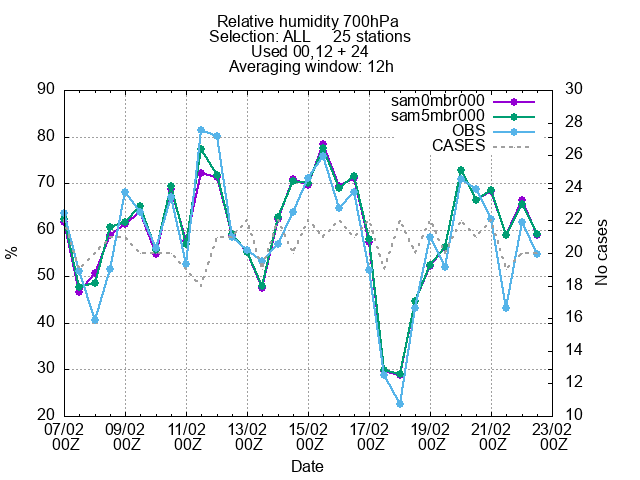 Relative humidity 700hPa
Selection: ALL 25 stations
Used 00,12 + 24
Averaging window: 12h
sam0mbr000
sam5mbr000
OBS
CASES
90
80
70
60
50
40
30
20
%
30
28
26
24
22
20
18
16
14
12
10
No cases
07/02 09/02 11/02 13/02 15/02 17/02 19/02 21/02 23/02
00Z 00Z 00Z 00Z 00Z 00Z 00Z 00Z 00Z
Date